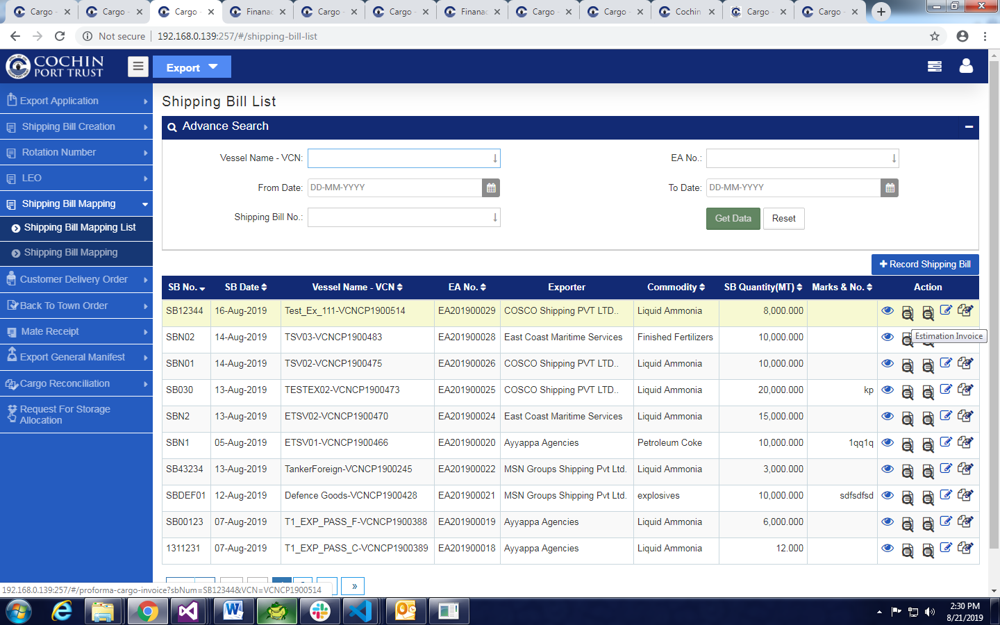 Cargo - Cargo - Cargo - Finanac Cargo - Cargo - Finanac Cargo - Cargo - Cochin Cargo - Cargo -
Not secure | 192.168.0.139:257/#/shipping-bill-list
COCHIN
PORT TRUST
Export
Export Application
Shipping Bill Creation
Rotation Number
LEO
Shipping Bill Mapping
Shipping Bill Mapping List
Shipping Bill Mapping
Customer Delivery Order
Back To Town Order
Mate Receipt
Export General Manifest
Cargo Reconciliation
Request For Storage
Allocation
Shipping Bill List
Advance Search
Vessel Name - VCN: EA No.:
From Date: DD-MM-YYYY To Date: DD-MM-YYYY
Shipping Bill No.: Get Data Reset
Record Shipping Bill
SB No. SB Date Vessel Name - VCN EA No. Exporter Commodity SB Quantity(MT) Marks & No. Action
SB12344 16-Aug-2019 Test_Ex_111-VCNCP1900514 EA201900029 COSCO Shipping PVT LTD.. Liquid Ammonia 8,000.000
Estimation Invoice
SBN02 14-Aug-2019 TSV03-VCNCP1900483 EA201900028 East Coast Maritime Services Finished Fertilizers 10,000.000
SBN01 14-Aug-2019 TSV02-VCNCP1900475 EA201900026 COSCO Shipping PVT LTD.. Liquid Ammonia 10,000.000
SB030 13-Aug-2019 TESTEX02-VCNCP1900473 EA201900025 COSCO Shipping PVT LTD.. Liquid Ammonia 20,000.000 kp
SBN2 13-Aug-2019 ETSV02-VCNCP1900470 EA201900024 East Coast Maritime Services Liquid Ammonia 15,000.000
SBN1 05-Aug-2019 ETSV01-VCNCP1900466 EA201900020 Ayyappa Agencies Petroleum Coke 10,000.000 1qq1q
SB43234 13-Aug-2019 TankerForeign-VCNCP1900245 EA201900022 MSN Groups Shipping Pvt Ltd. Liquid Ammonia 3,000.000
SBDEF01 12-Aug-2019 Defence Goods-VCNCP1900428 EA201900021 MSN Groups Shipping Pvt Ltd. explosives 10,000.000 sdfsdfsd
SB00123 07-Aug-2019 T1_EXP_PASS_F-VCNCP1900388 EA201900019 Ayyappa Agencies Liquid Ammonia 6,000.000
1311231 07-Aug-2019 T1_EXP_PASS_C-VCNCP1900389 EA201900018 Ayyappa Agencies Liquid Ammonia 12.000
»
192.168.0.139:257/#/proforma-cargo-invoice?sbNum=SB12344&VCN=VCNCP1900514
2:30 PM
8/21/2019